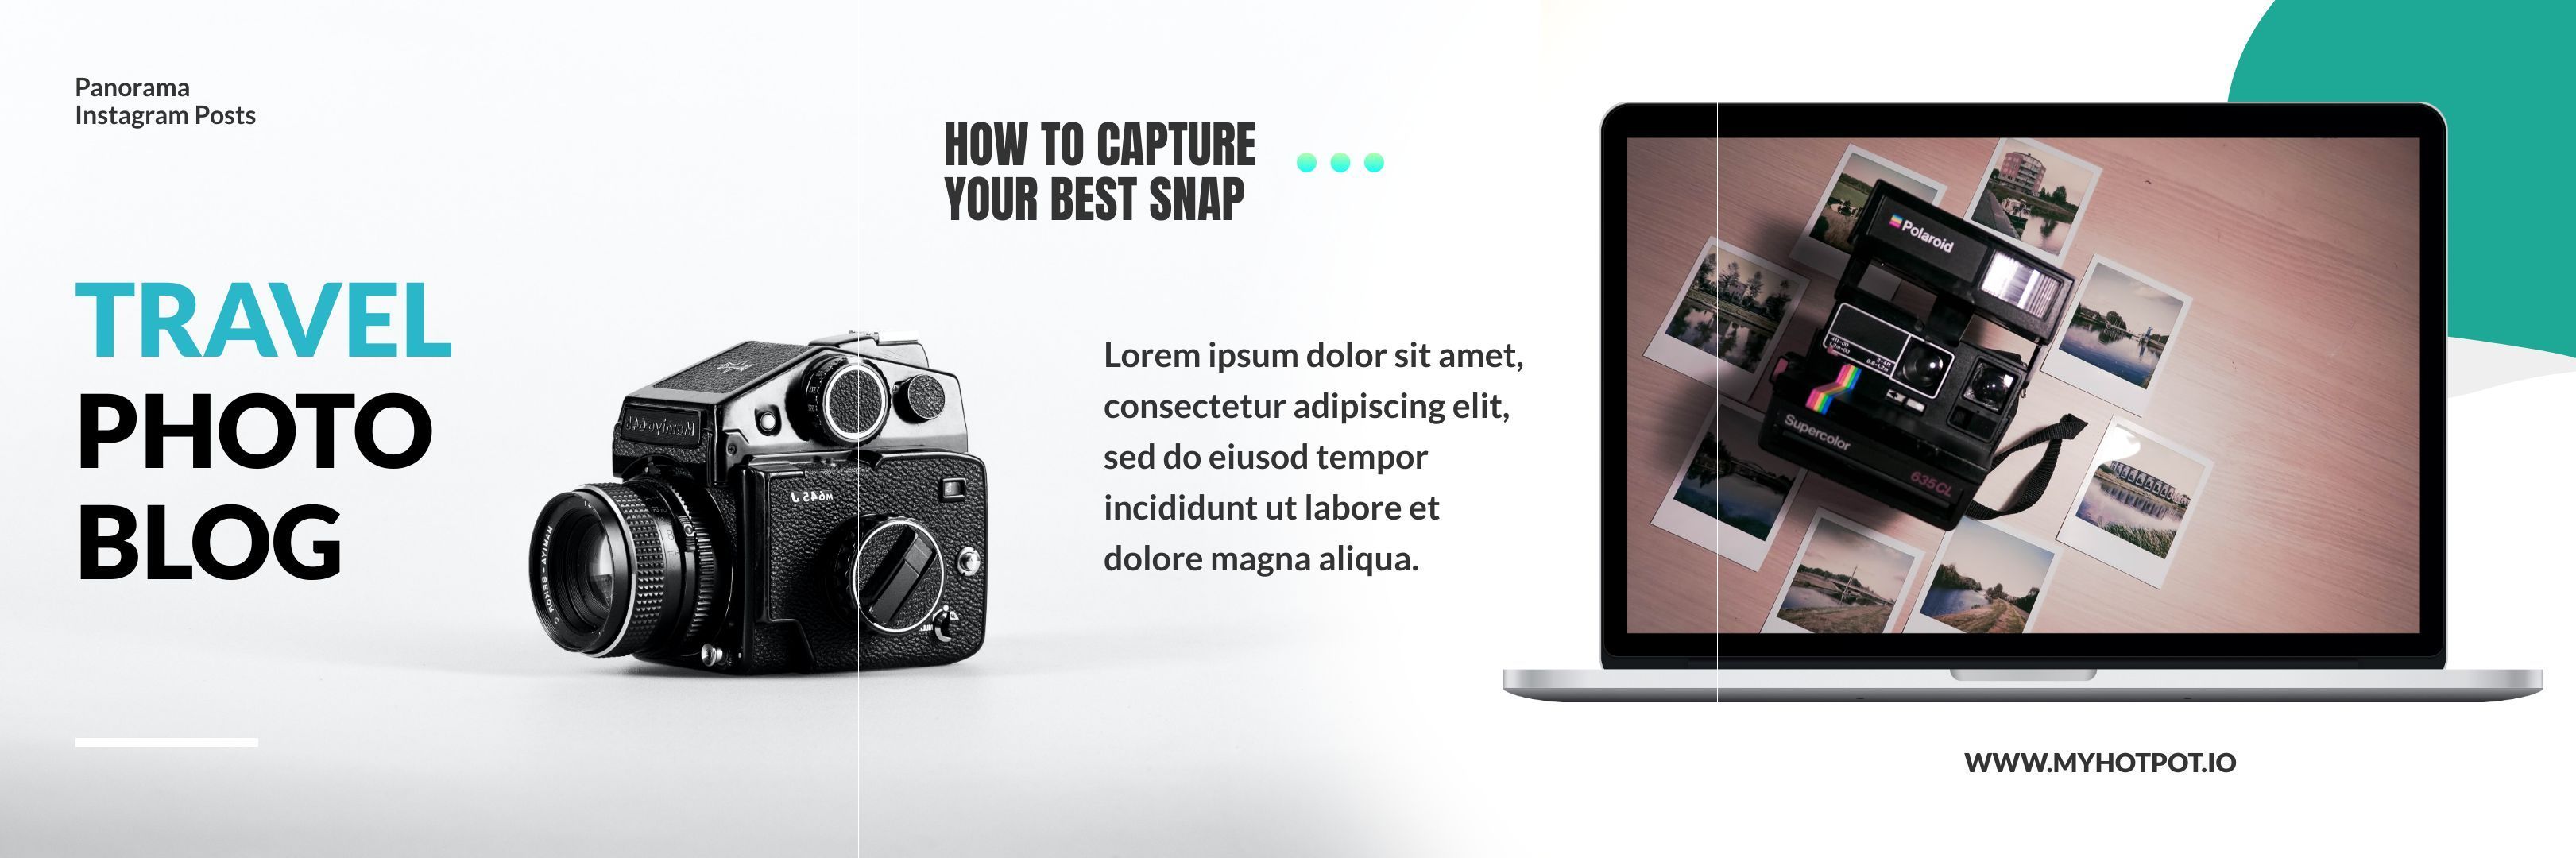 Panorama
Instagram Posts
TRAVEL
PHOTO
BLOG
Mamiya
M645 J
HOW TO CAPTURE
YOUR BEST SNAP
Lorem ipsum dolor sit amet,
consectetur adipiscing elit,
sed do eiusod tempor
incididunt ut labore et
dolore magna aliqua.
Polaroid
Supercolor
635CL
WWW.MYHOTPOT.IO